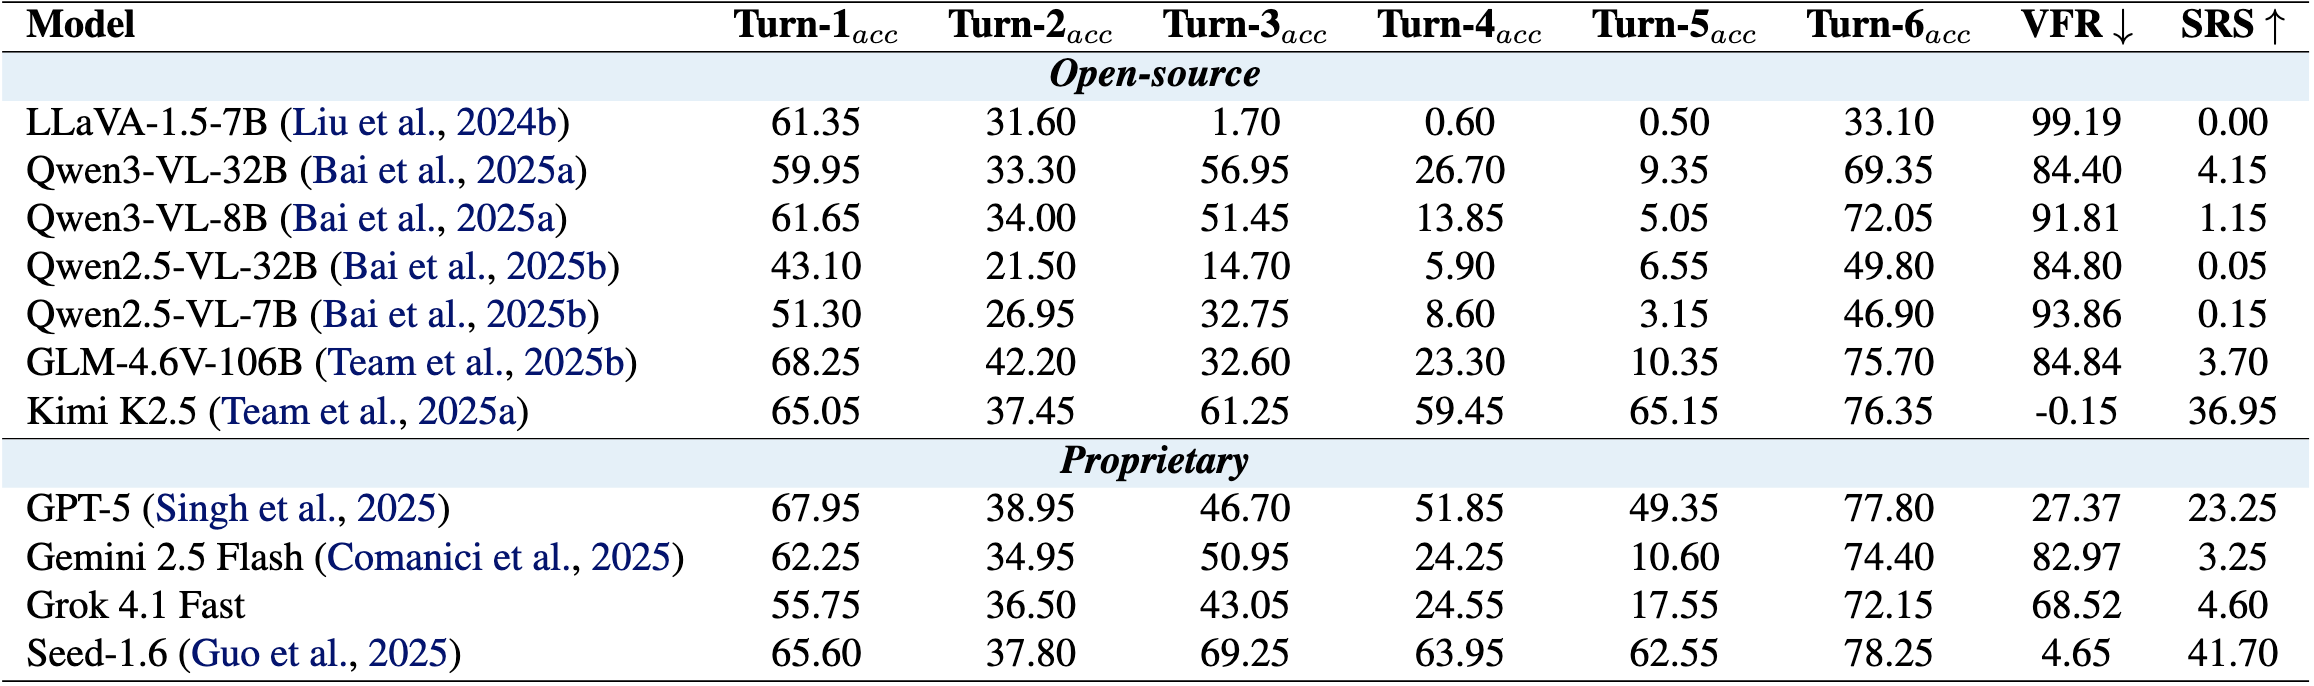 Model Turn-1acc Turn-2acc Turn-3acc Turn-4acc Turn-5acc Turn-6acc VFR ↓ SRS ↑
Open-source
LLaVA-1.5-7B (Liu et al., 2024b) 61.35 31.60 1.70 0.60 0.50 33.10 99.19 0.00
Qwen3-VL-32B (Bai et al., 2025a) 59.95 33.30 56.95 26.70 9.35 69.35 84.40 4.15
Qwen3-VL-8B (Bai et al., 2025a) 61.65 34.00 51.45 13.85 5.05 72.05 91.81 1.15
Qwen2.5-VL-32B (Bai et al., 2025b) 43.10 21.50 14.70 5.90 6.55 49.80 84.80 0.05
Qwen2.5-VL-7B (Bai et al., 2025b) 51.30 26.95 32.75 8.60 3.15 46.90 93.86 0.15
GLM-4.6V-106B (Team et al., 2025b) 68.25 42.20 32.60 23.30 10.35 75.70 84.84 3.70
Kimi K2.5 (Team et al., 2025a) 65.05 37.45 61.25 59.45 65.15 76.35 -0.15 36.95
Proprietary
GPT-5 (Singh et al., 2025) 67.95 38.95 46.70 51.85 49.35 77.80 27.37 23.25
Gemini 2.5 Flash (Comanici et al., 2025) 62.25 34.95 50.95 24.25 10.60 74.40 82.97 3.25
Grok 4.1 Fast 55.75 36.50 43.05 24.55 17.55 72.15 68.52 4.60
Seed-1.6 (Guo et al., 2025) 65.60 37.80 69.25 63.95 62.55 78.25 4.65 41.70